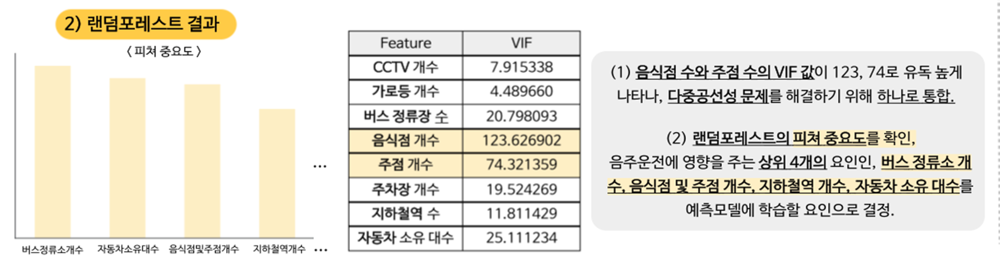 2) 랜덤포레스트 결과
< 피쳐 중요도 >
버스정류소개수 자동차소유대수 음식점및주점개수 지하철역개수 ...
...
Feature VIF
CCTV 개수 7.915338
가로등 개수 4.489660
버스 정류장 수 20.798093
음식점 개수 123.626902
주점 개수 74.321359
주차장 개수 19.524269
지하철역 수 11.811429
자동차 소유 대수 25.111234
(1) 음식점 수와 주점 수의 VIF 값이 123, 74로 유독 높게
나타나, 다중공선성 문제를 해결하기 위해 하나로 통합.
(2) 랜덤포레스트의 피쳐 중요도를 확인,
음주운전에 영향을 주는 상위 4개의 요인인, 버스 정류소 개
수, 음식점 및 주점 개수, 지하철역 개수, 자동차 소유 대수를
예측모델에 학습할 요인으로 결정.